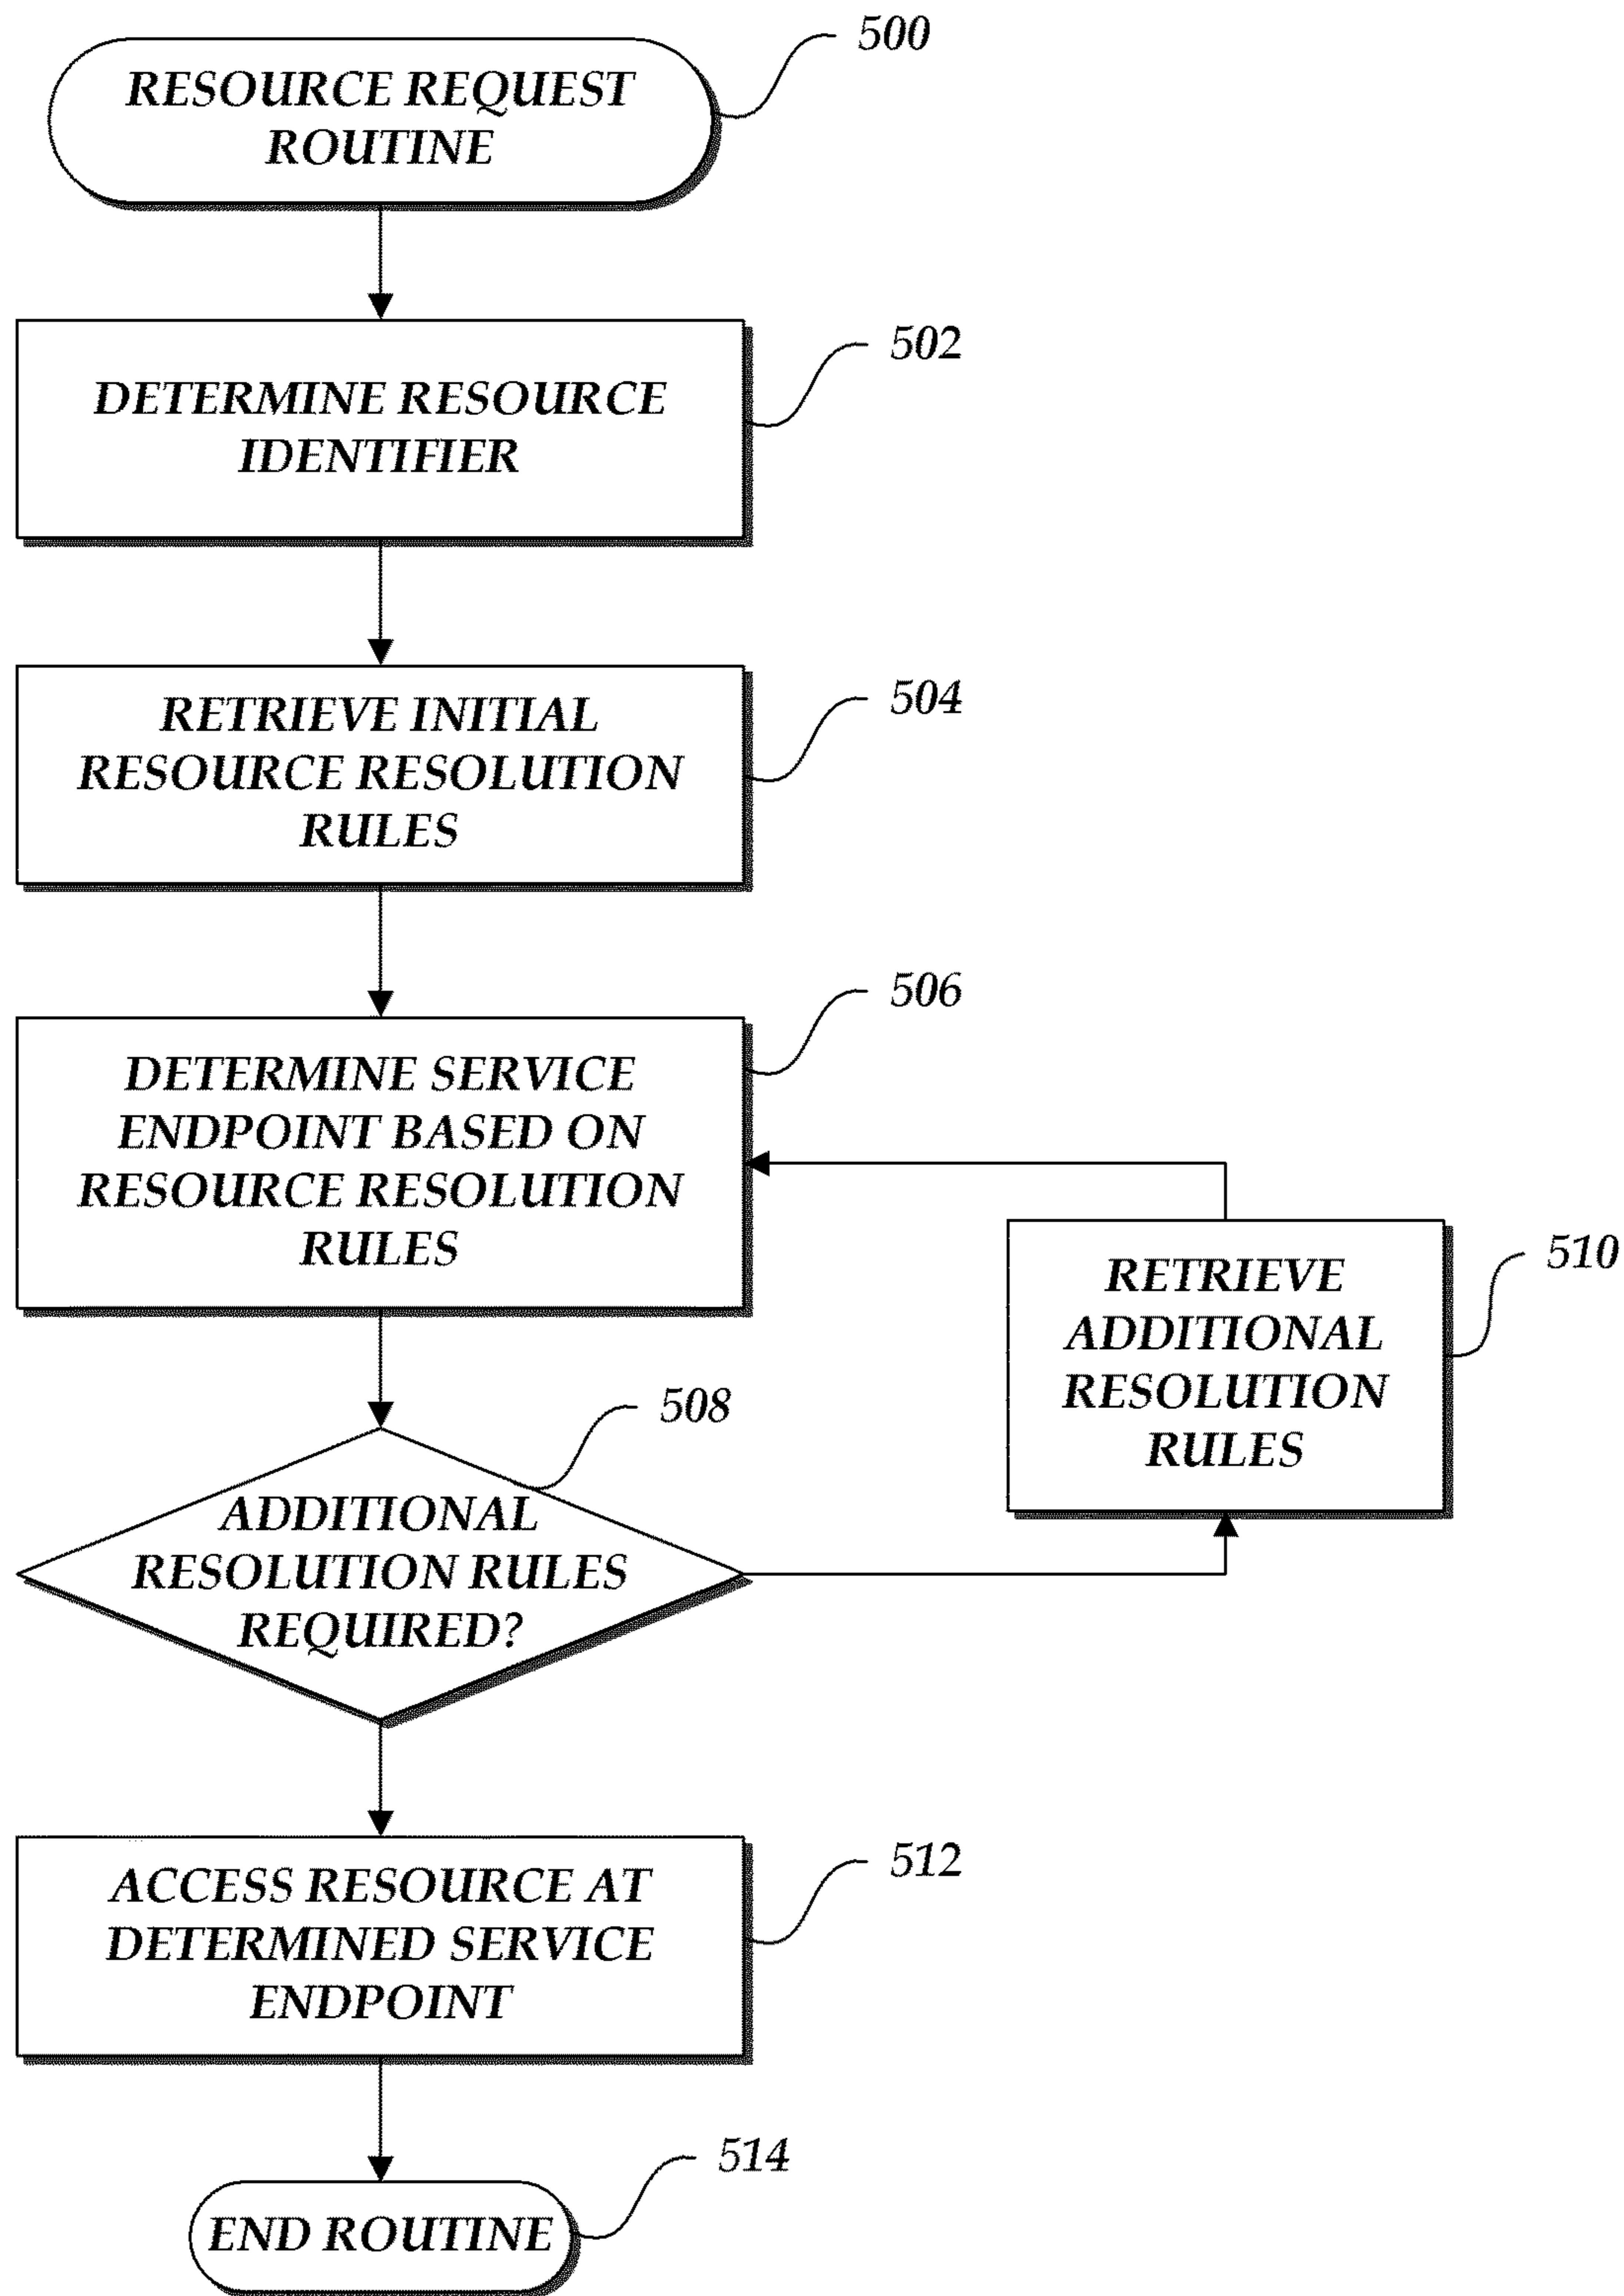 500
RESOURCE REQUEST
ROUTINE
502
DETERMINE RESOURCE
IDENTIFIER
504
RETRIEVE INITIAL
RESOURCE RESOLUTION
RULES
506
DETERMINE SERVICE
ENDPOINT BASED ON
RESOURCE RESOLUTION
RULES
510
RETRIEVE
ADDITIONAL
RESOLUTION
RULES
508
ADDITIONAL
RESOLUTION RULES
REQUIRED?
512
ACCESS RESOURCE AT
DETERMINED SERVICE
ENDPOINT
514
END ROUTINE